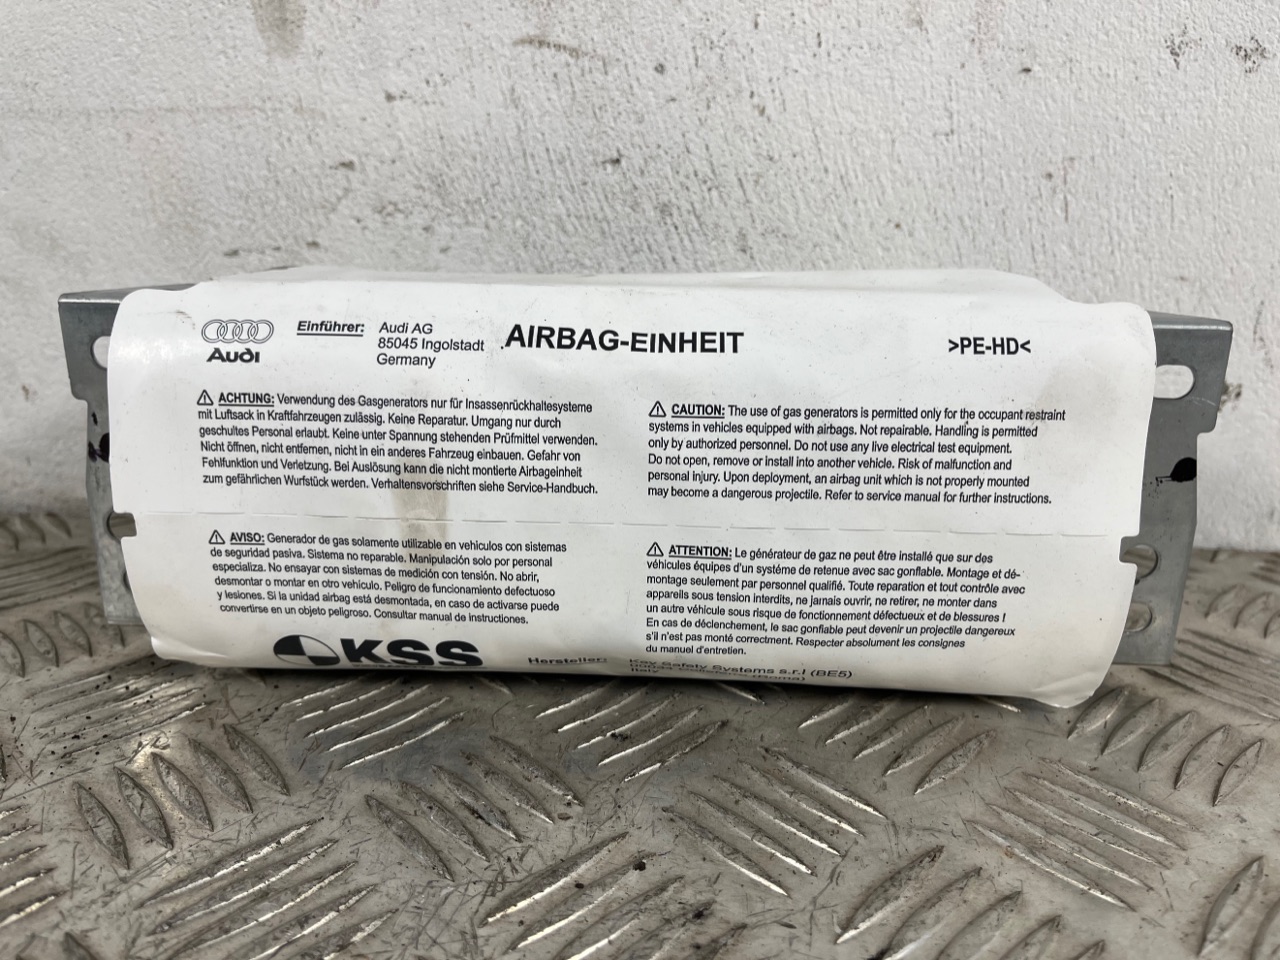 Audi
Einführer: Audi AG
85045 Ingolstadt
Germany
AIRBAG-EINHEIT
>PE-HD<
ACHTUNG: Verwendung des Gasgenerators nur für Insassenrückhaltesysteme
mit Luftsack in Kraftfahrzeugen zulässig. Keine Reparatur. Umgang nur durch
geschultes Personal erlaubt. Keine unter Spannung stehenden Prüfmittel verwenden.
Nicht öffnen, nicht entfernen, nicht in ein anderes Fahrzeug einbauen. Gefahr von
Fehlfunktion und Verletzung. Bei Auslösung kann die nicht montierte Airbageinheit
zum gefährlichen Wurfstück werden. Verhaltensvorschriften siehe Service-Handbuch.
CAUTION: The use of gas generators is permitted only for the occupant restraint
systems in vehicles equipped with airbags. Not repairable. Handling is permitted
only by authorized personnel. Do not use any live electrical test equipment.
Do not open, remove or install into another vehicle. Risk of malfunction and
personal injury. Upon deployment, an airbag unit which is not properly mounted
may become a dangerous projectile. Refer to service manual for further instructions.
AVISO: Generador de gas solamente utilizable en vehiculos con sistemas
de seguridad pasiva. Sistema no reparable. Manipulación solo por personal
especializa. No ensayar con sistemas de medición con tensión. No abrir,
desmontar o montar en otro vehiculo. Peligro de funcionamiento defectuoso
y lesiones. Si la unidad airbag está desmontada, en caso de activarse puede
convertirse en un objeto peligroso. Consultar manual de instrucciones.
ATTENTION: Le générateur de gaz ne peut être installé que sur des
véhicules équipes d'un systéme de retenue avec sac gonflable. Montage et dé-
montage seulement par personnel qualifié. Toute reparation et tout contrôle avec
appareils sous tension interdits, ne jamais ouvrir, ne retirer, ne monter dans
un autre véhicule sous risque de fonctionnement défectueux et de blessures !
En cas de déclenchement, le sac gonflable peut devenir un projectile dangereux
s'il n'est pas monté correctment. Respecter absolument les consignes
du manuel d'entretien.
KSS
Hersteller: Key Safety Systems s.r.l (BE5)
Italy